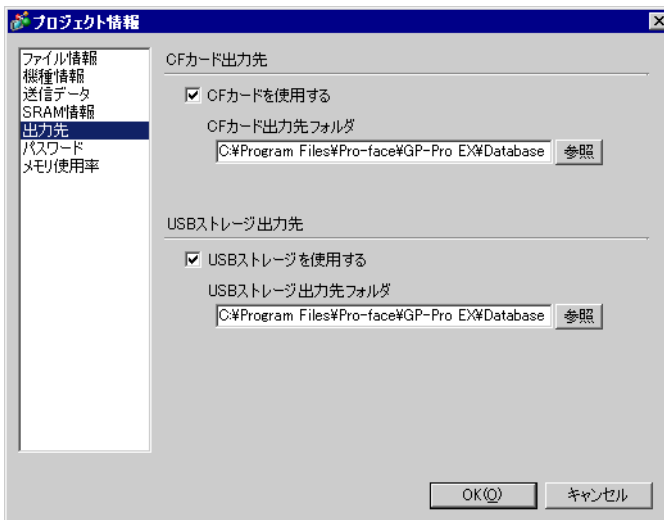 プロジェクト情報
ファイル情報
機種情報
送信データ
SRAM情報
出力先
パスワード
メモリ使用率
CFカード出力先
CFカードを使用する
CFカード出力先フォルダ
C:¥Program Files¥Pro-face¥GP-Pro EX¥Database
参照
USBストレージ出力先
USBストレージを使用する
USBストレージ出力先フォルダ
C:¥Program Files¥Pro-face¥GP-Pro EX¥Database
参照
OK(O)
キャンセル